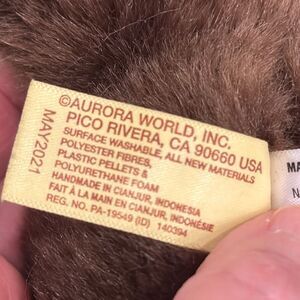 ©AURORA WORLD, INC.
PICO RIVERA, CA 90660 USA
SURFACE WASHABLE, ALL NEW MATERIALS
POLYESTER FIBRES,
PLASTIC PELLETS &
POLYURETHANE FOAM
HANDMADE IN CIANJUR, INDONESIA
FAIT À LA MAIN EN CIANJUR, INDONÉSIE
REG. NO. PA-19549 (ID) 140394
MAY2021
MA
N